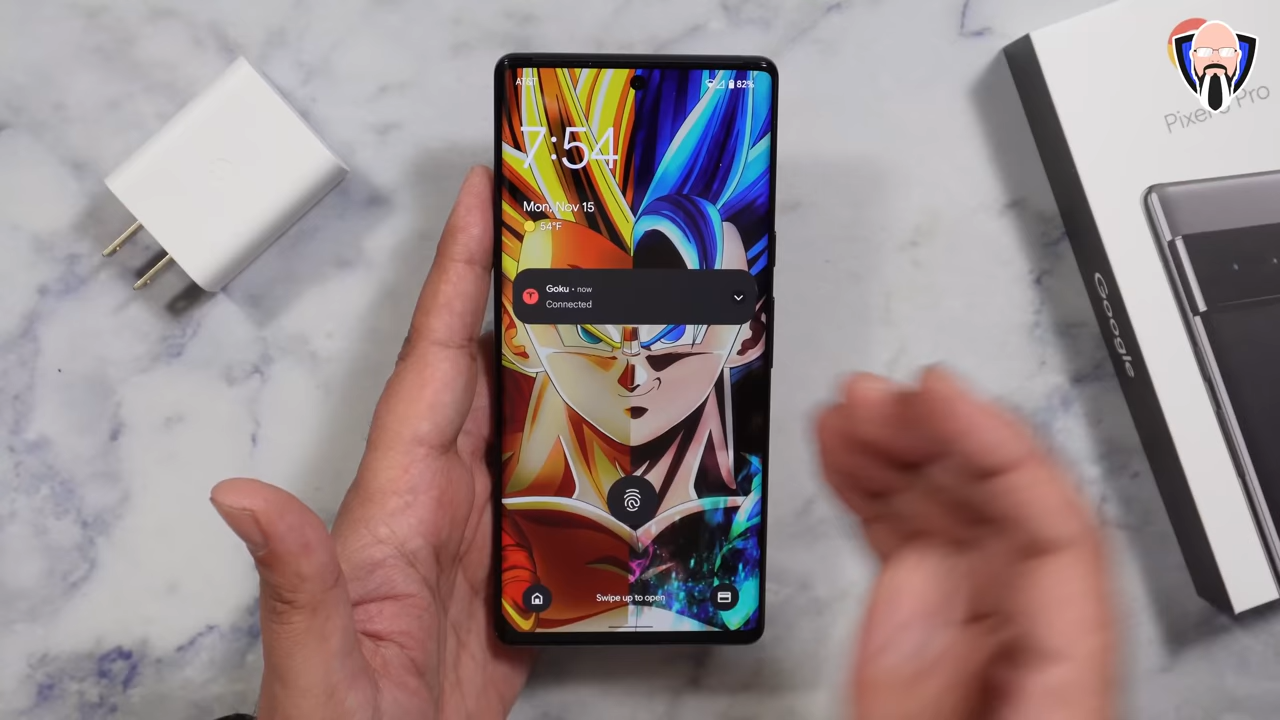 AT&T
82%
7:54
Mon, Nov 15
54°F
Goku • now
Connected
Swipe up to open
Pixel 6 Pro
Google